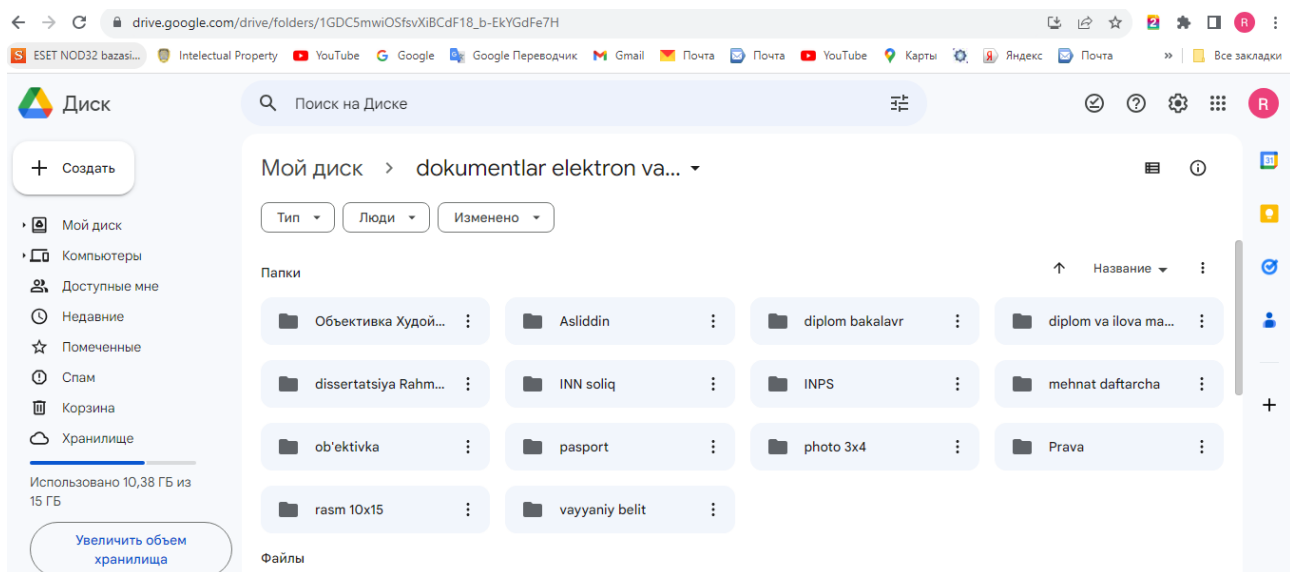 drive.google.com/drive/folders/1GDC5mwiOSfsvXiBCdF18_b-EkYGdFe7H
2 R
S ESET NOD32 bazasi... Intelectual Property YouTube G Google Google Переводчик Gmail Почта Почта YouTube Карты Я Яндекс Почта » Все закладки
Диск
Поиск на Диске
R
Создать
Мой диск > dokumentlar elektron va...
31
Тип Люди Изменено
Мой диск
Компьютеры
Доступные мне
Недавние
Помеченные
Спам
Корзина
Хранилище
Использовано 10,38 ГБ из
15 ГБ
Увеличить объем
хранилища
Папки
Название
Объективка Худой... Asliddin diplom bakalavr diplom va ilova ma...
dissertatsiya Rahm... INN soliq INPS mehnat daftarcha
ob'ektivka pasport photo 3x4 Prava
rasm 10x15 vayyaniy belit
Файлы